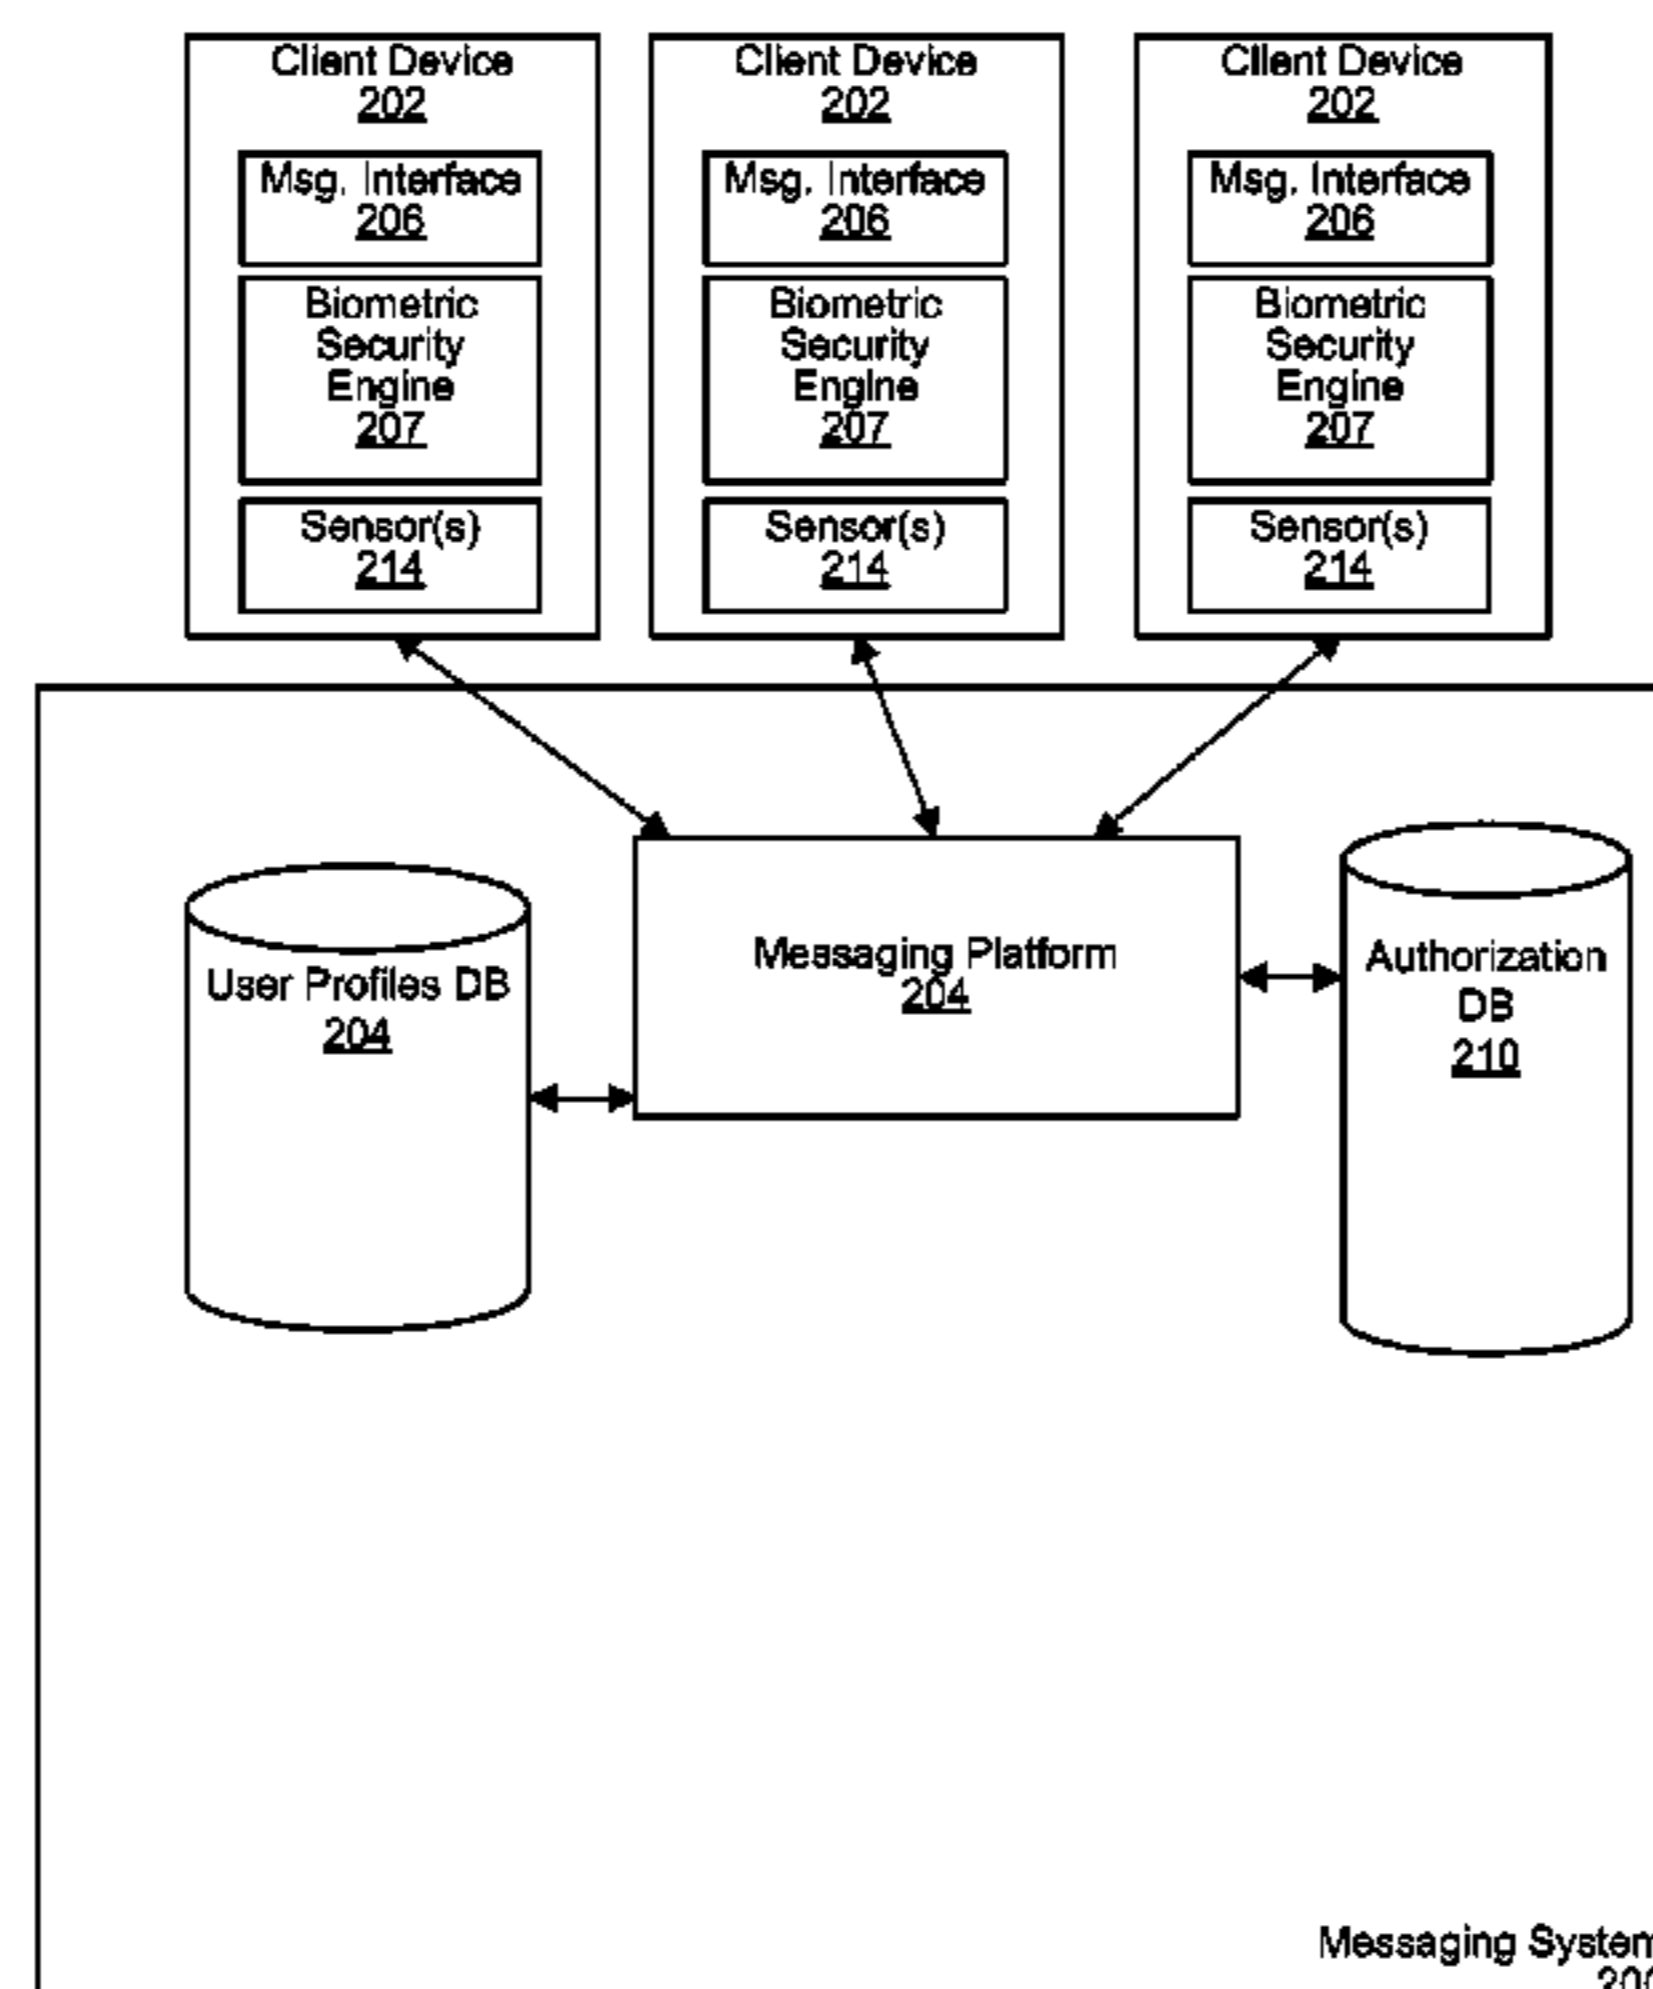 Client Device
202
Msg. Interface
206
Biometric
Security
Engine
207
Sensor(s)
214
Client Device
202
Msg. Interface
206
Biometric
Security
Engine
207
Sensor(s)
214
Client Device
202
Msg. Interface
206
Biometric
Security
Engine
207
Sensor(s)
214
User Profiles DB
204
Messaging Platform
204
Authorization
DB
210
Messaging